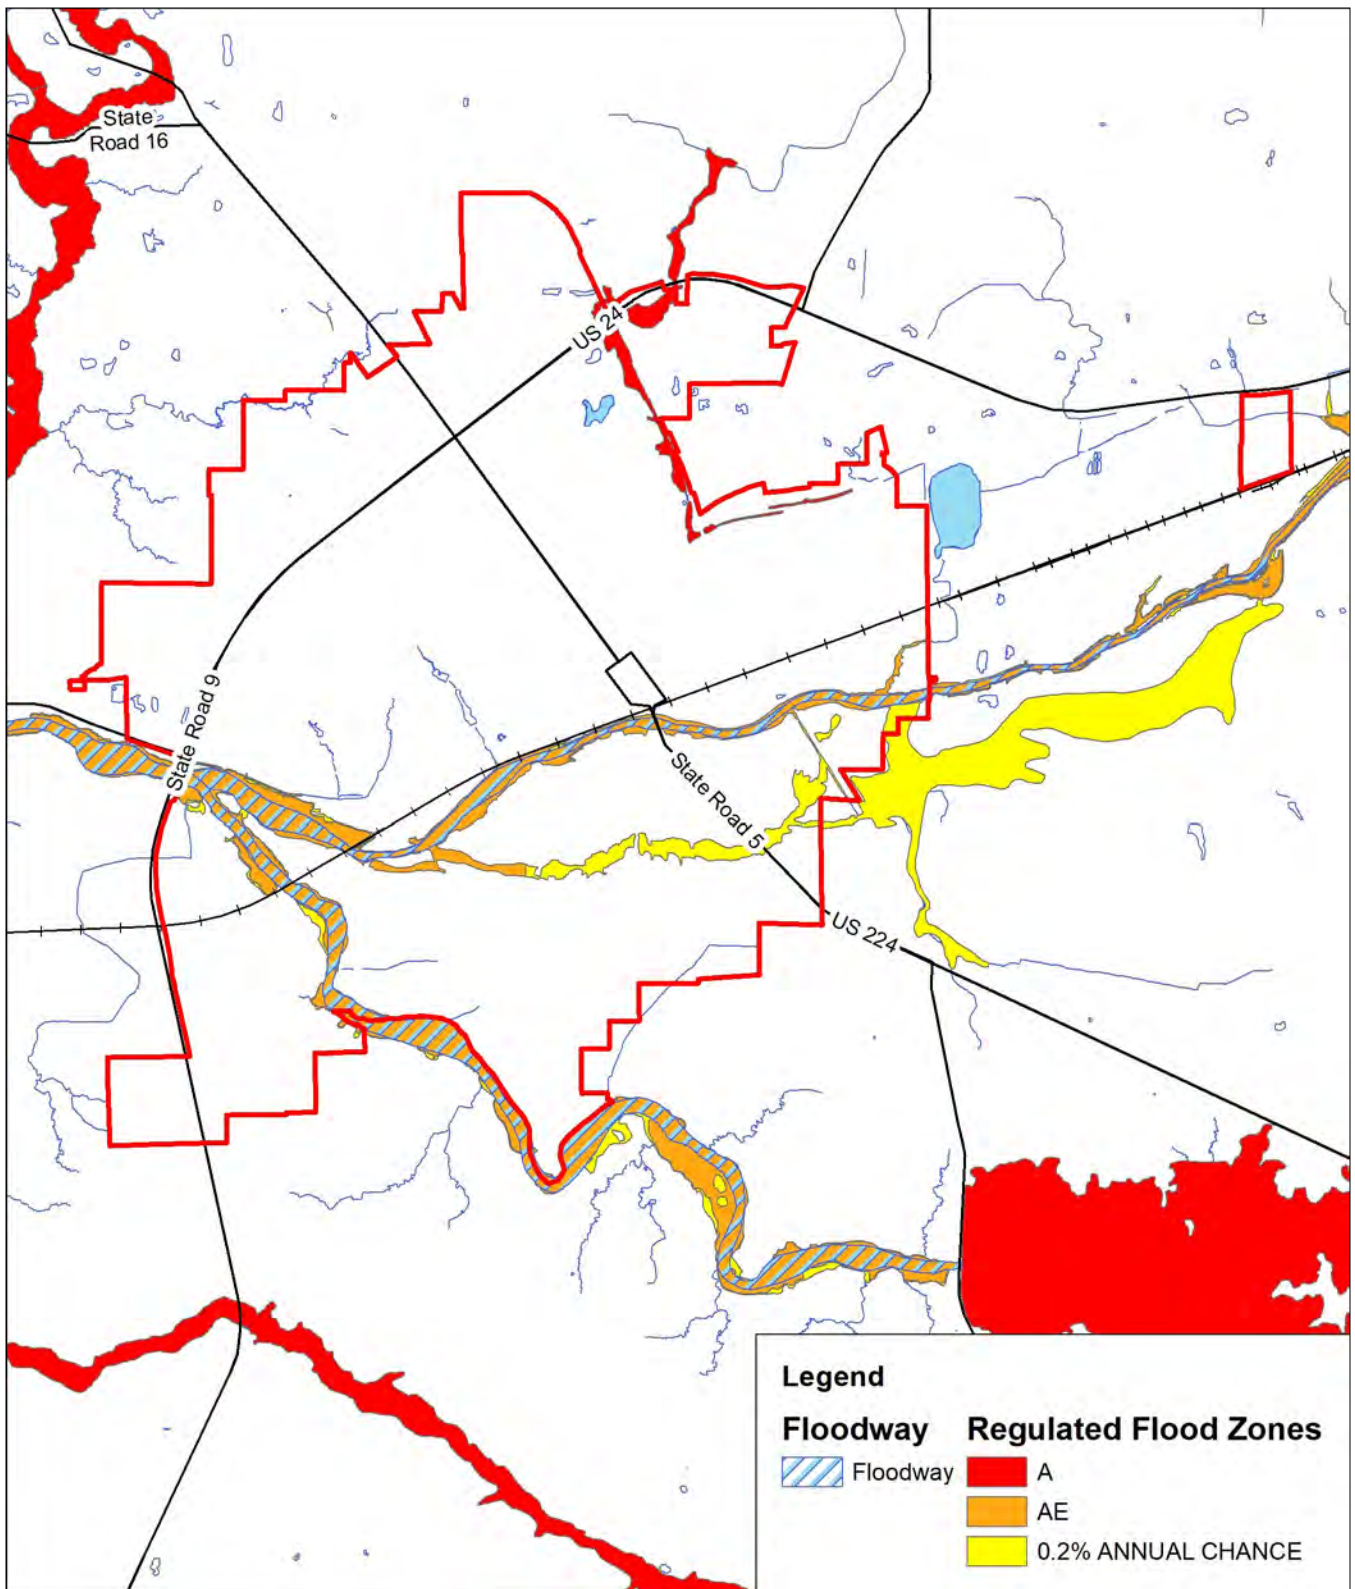 State
Road 16
US 24
State Road 9
State Road 5
US 224
Legend
Floodway
Floodway
Regulated Flood Zones
A
AE
0.2% ANNUAL CHANCE